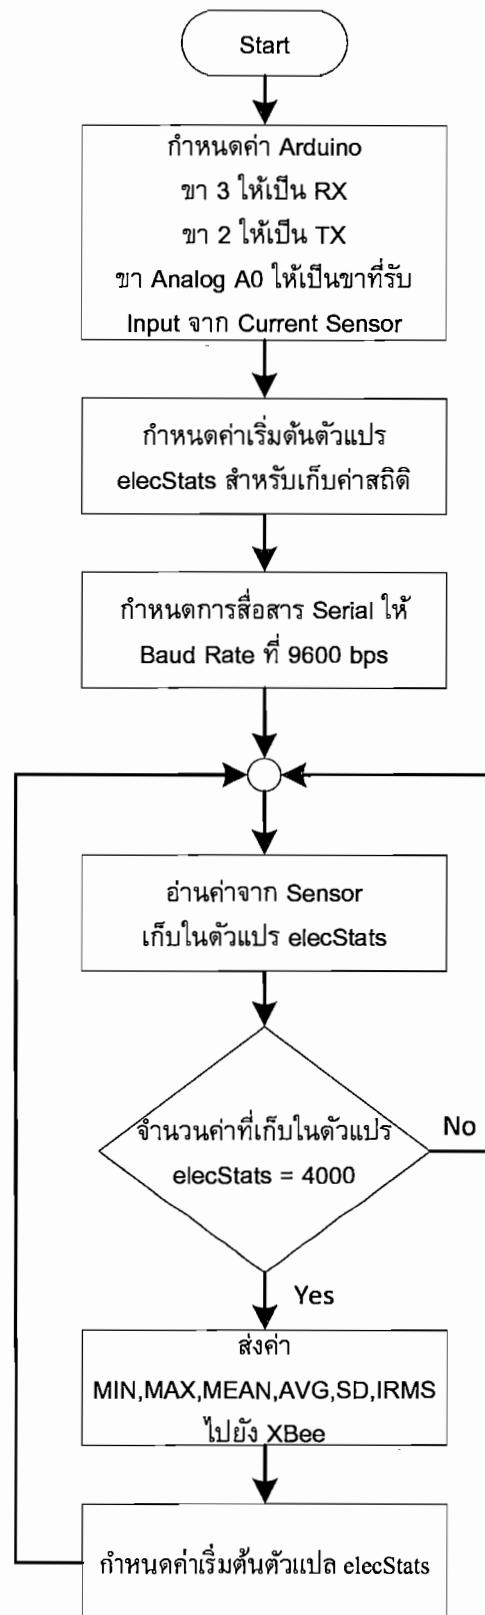 Start
กำหนดค่า Arduino
ขา 3 ให้เป็น RX
ขา 2 ให้เป็น TX
ขา Analog A0 ให้เป็นขาที่รับ
Input จาก Current Sensor
กำหนดค่าเริ่มต้นตัวแปร
elecStats สำหรับเก็บค่าสถิติ
กำหนดการสื่อสาร Serial ให้
Baud Rate ที่ 9600 bps
อ่านค่าจาก Sensor
เก็บในตัวแปร elecStats
จำนวนค่าที่เก็บในตัวแปร
elecStats = 4000
No
Yes
ส่งค่า
MIN,MAX,MEAN,AVG,SD,IRMS
ไปยัง XBee
กำหนดค่าเริ่มต้นตัวแปล elecStats